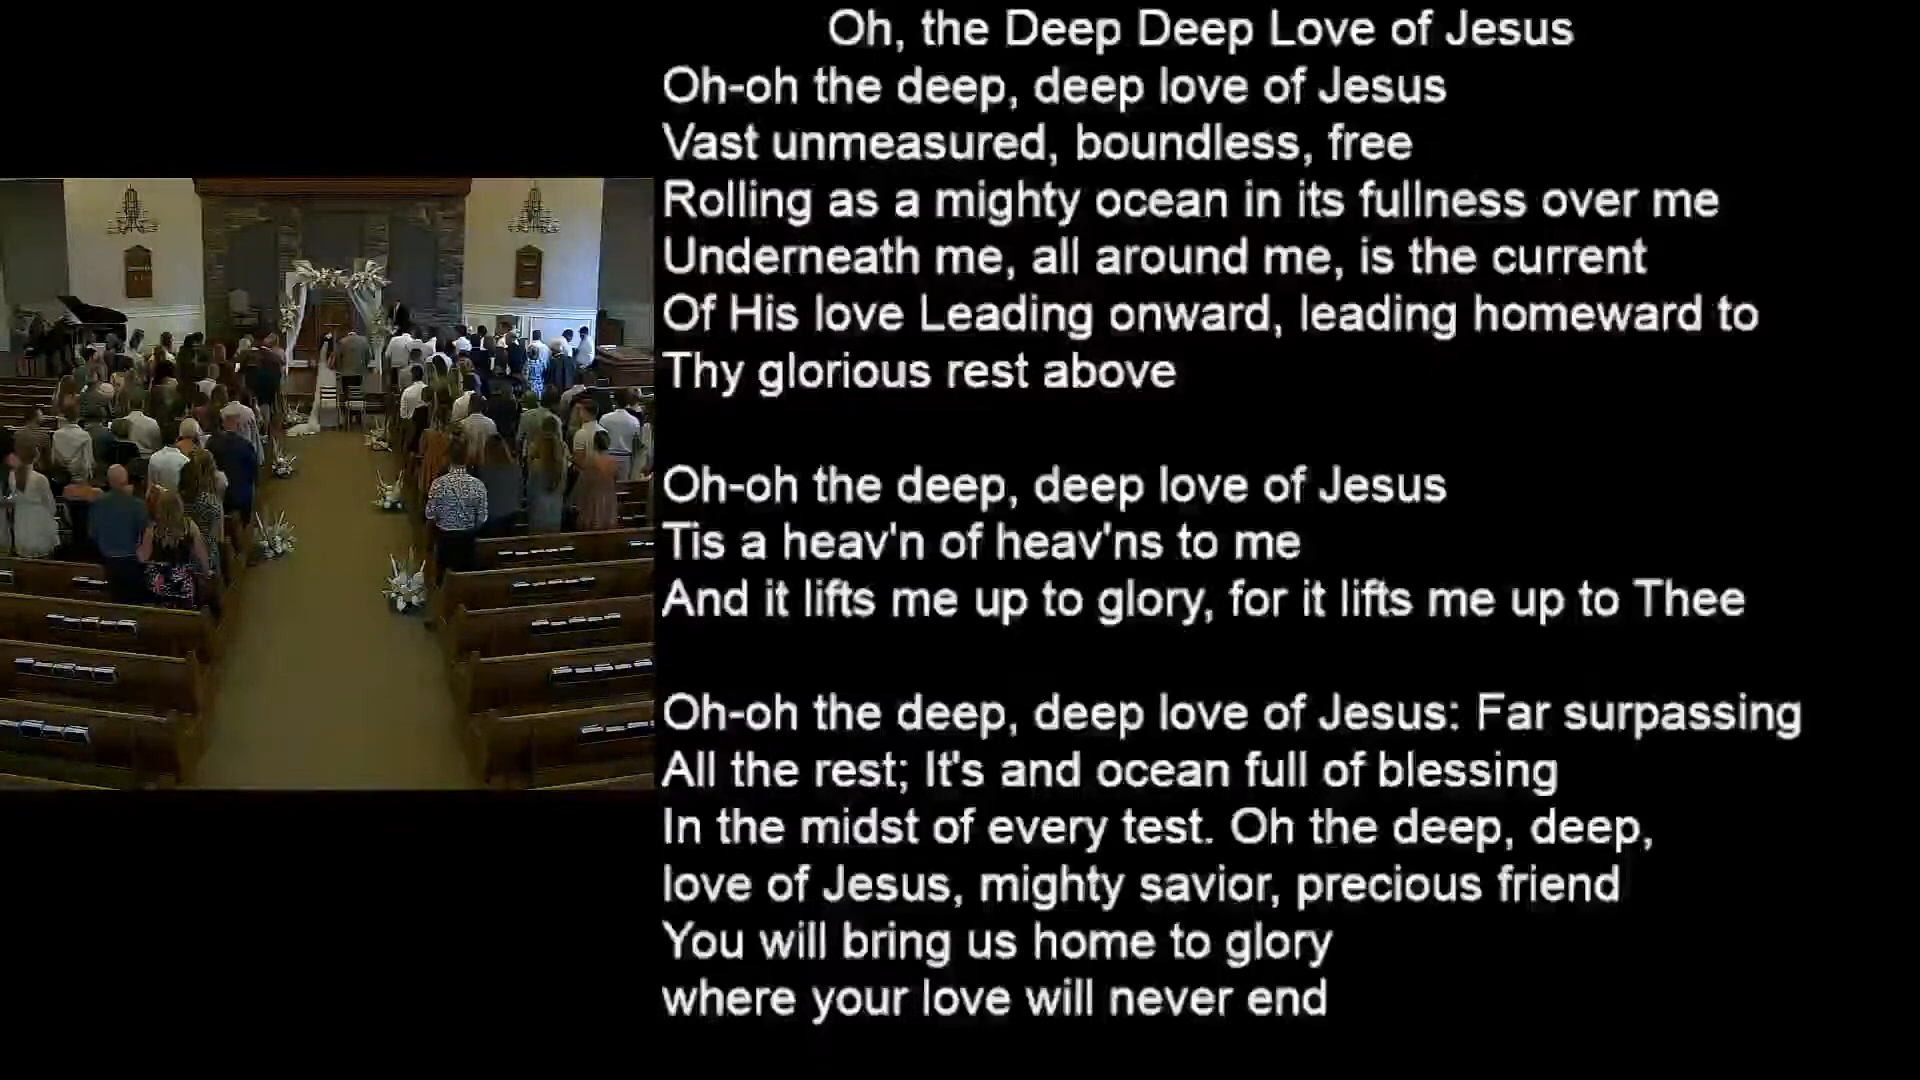 Oh, the Deep Deep Love of Jesus
Oh-oh the deep, deep love of Jesus
Vast unmeasured, boundless, free
Rolling as a mighty ocean in its fullness over me
Underneath me, all around me, is the current
Of His love Leading onward, leading homeward to
Thy glorious rest above
Oh-oh the deep, deep love of Jesus
Tis a heav'n of heav'ns to me
And it lifts me up to glory, for it lifts me up to Thee
Oh-oh the deep, deep love of Jesus: Far surpassing
All the rest; It's and ocean full of blessing
In the midst of every test. Oh the deep, deep,
love of Jesus, mighty savior, precious friend
You will bring us home to glory
where your love will never end